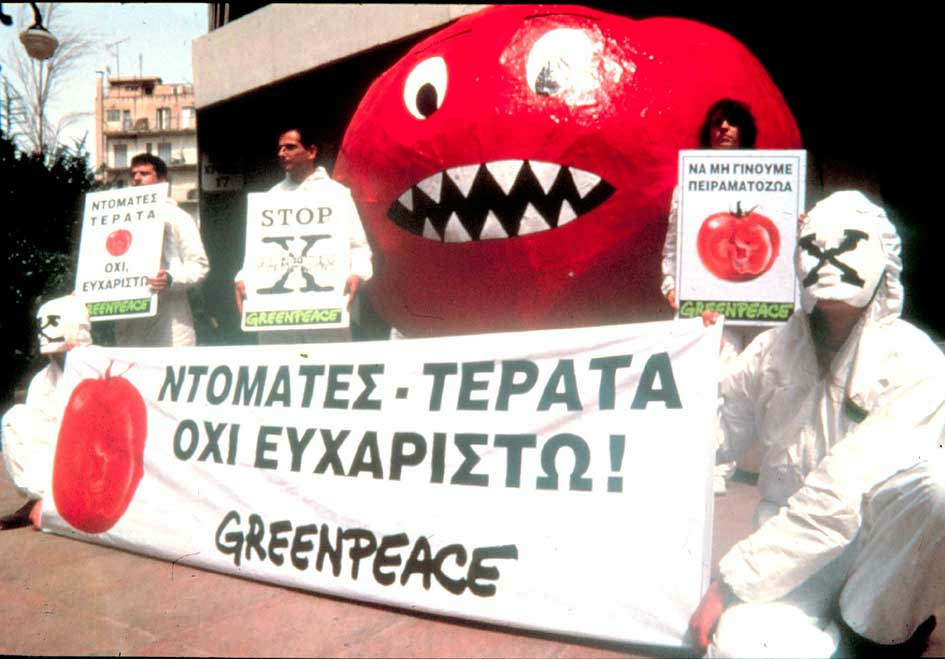 ΝΤΟΜΑΤΕΣ
ΤΕΡΑΤΑ
ΟΧΙ,
ΕΥΧΑΡΙΣΤΩ
GREENPEACE
STOP
X
GREENPEACE
ΝΑ ΜΗ ΓΙΝΟΥΜΕ
ΠΕΙΡΑΜΑΤΟΖΩΑ
GREENPEACE
ΝΤΟΜΑΤΕΣ - ΤΕΡΑΤΑ
ΟΧΙ ΕΥΧΑΡΙΣΤΩ!
GREENPEACE